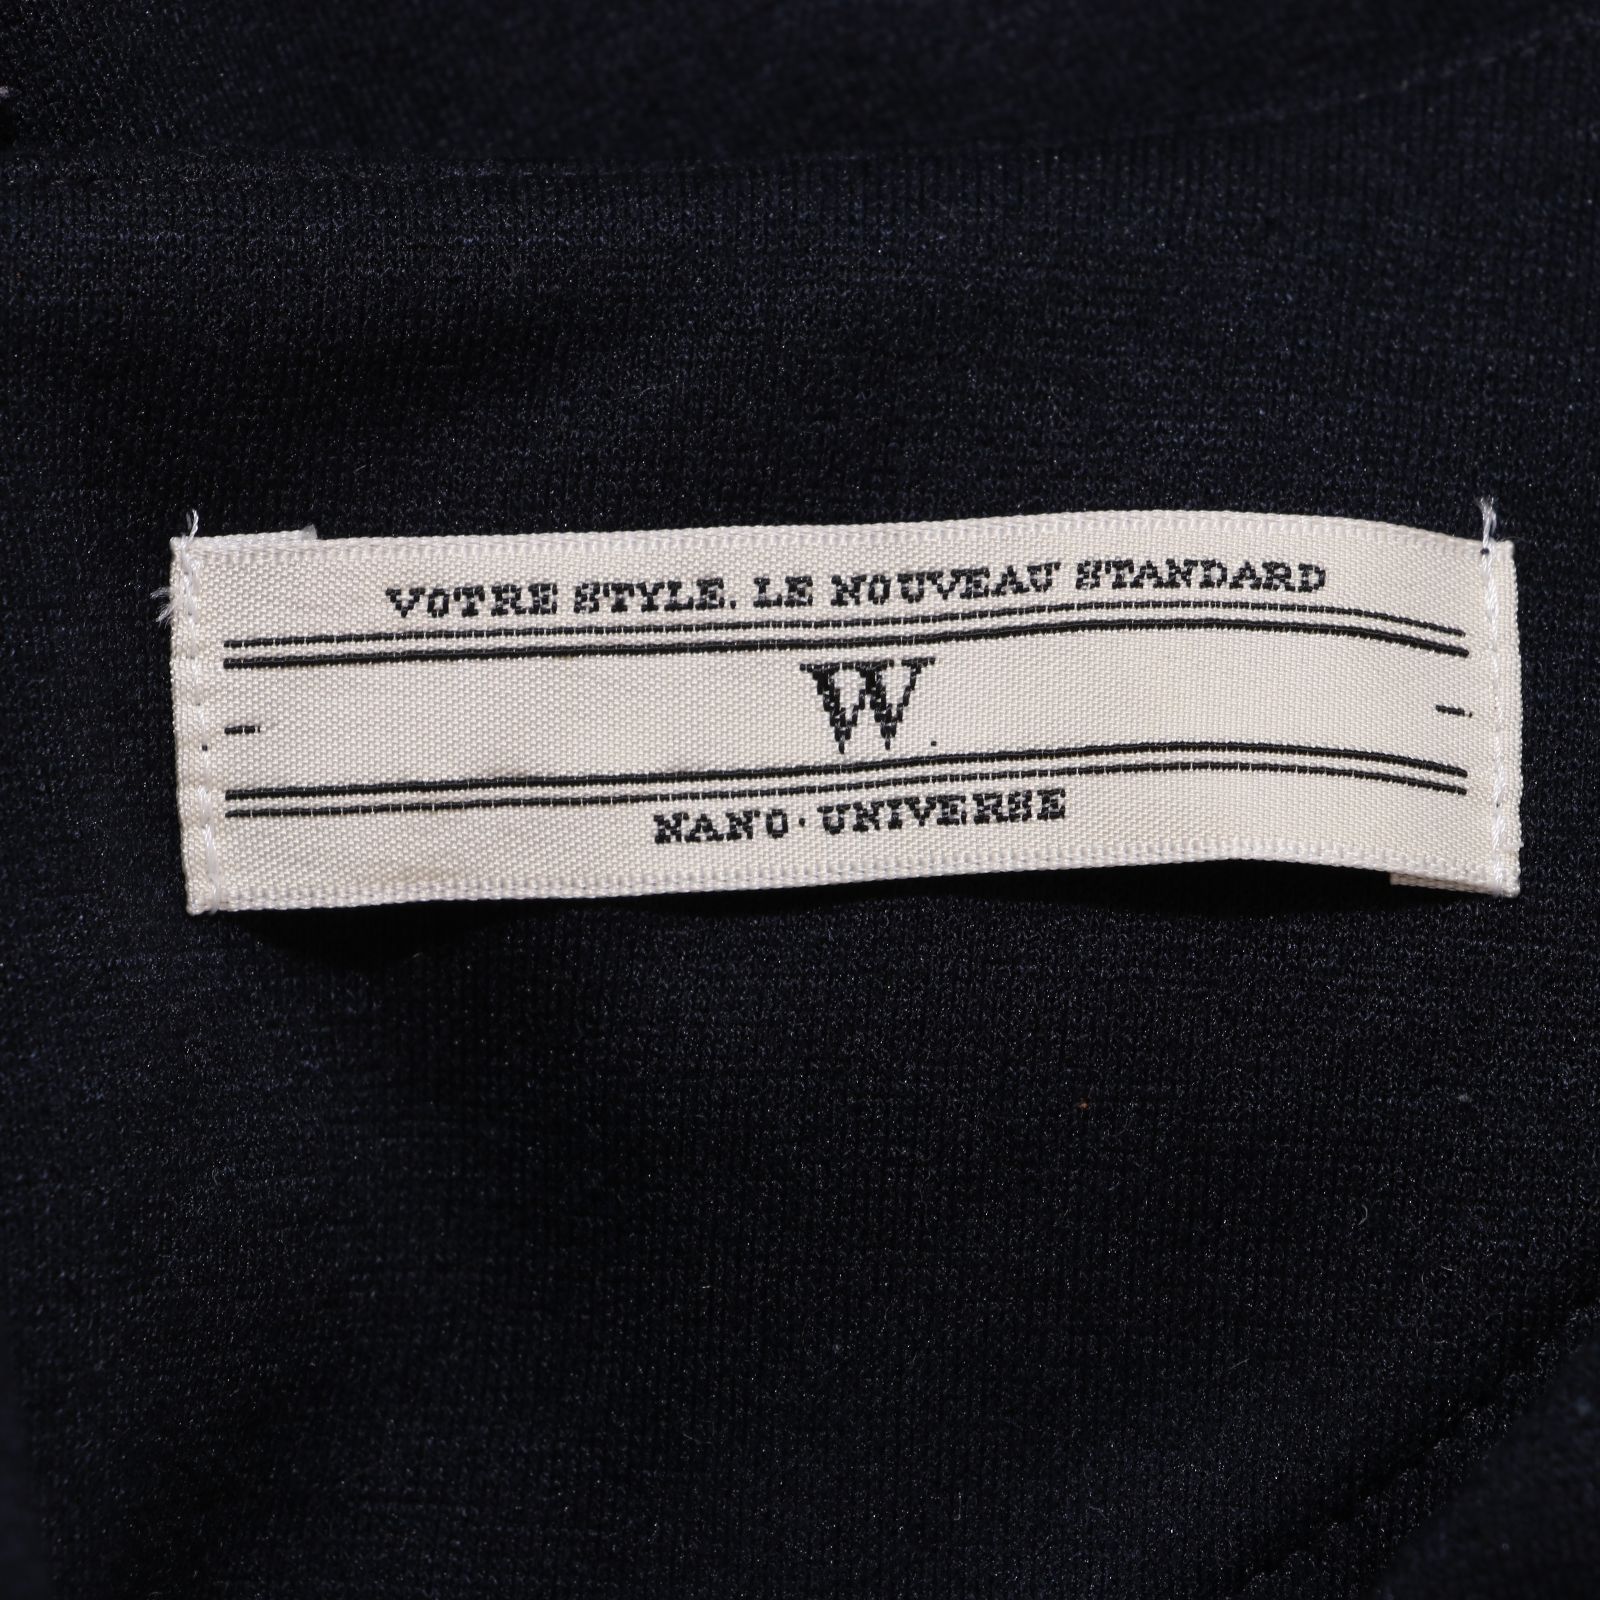 VOTRE STYLE. LE NOUVEAU STANDARD
W.
NANO·UNIVERSE